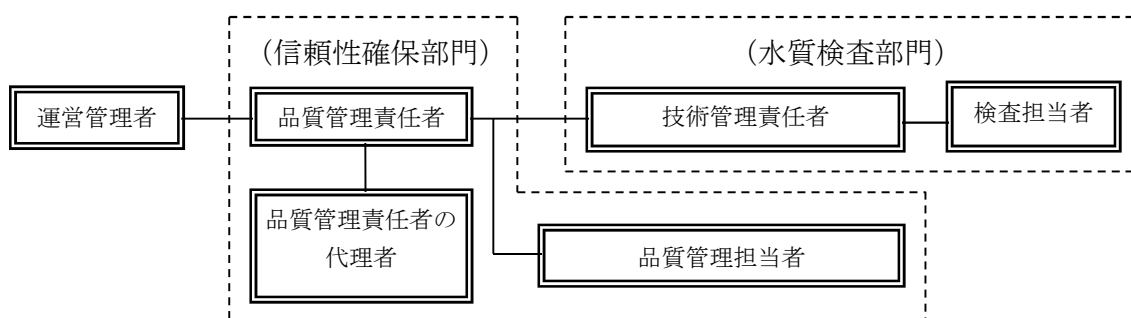 （信頼性確保部門）
（水質検査部門）
運営管理者
品質管理責任者
技術管理責任者
検査担当者
品質管理責任者の
代理者
品質管理担当者